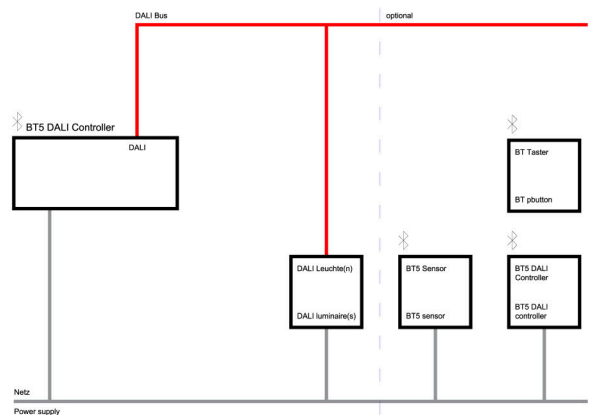 DALI Bus
optional
BT5 DALI Controller
DALI
BT Taster
BT pbutton
DALI Leuchte(n)
DALI luminaire(s)
BT5 Sensor
BT5 sensor
BT5 DALI
Controller
BT5 DALI
controller
Netz
Power supply